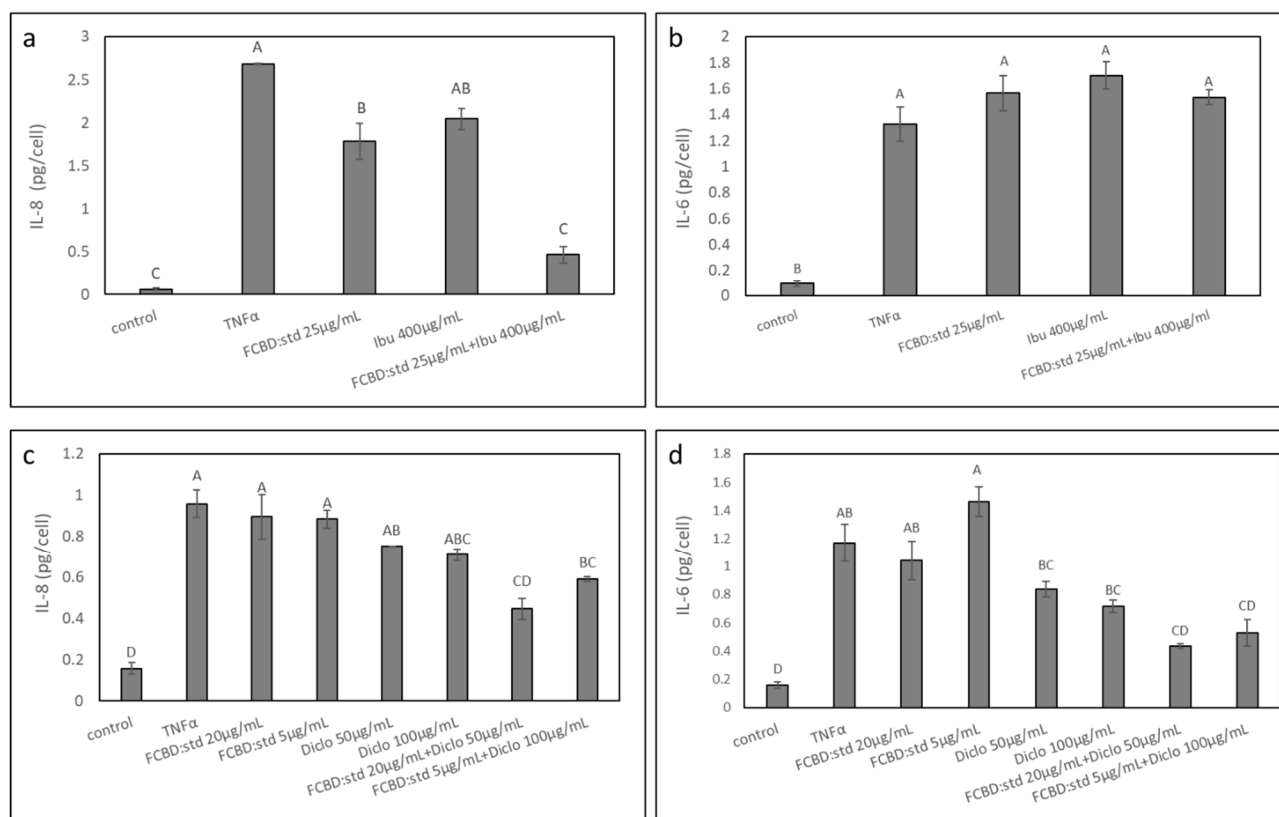 a
IL-8 (pg/cell)
3
2.5
2
1.5
1
0.5
0
C
A
B
AB
C
control
TNFα
FCBD:std 25µg/mL
Ibu 400µg/mL
FCBD:std 25µg/mL+Ibu 400µg/mL
b
IL-6 (pg/cell)
2
1.8
1.6
1.4
1.2
1
0.8
0.6
0.4
0.2
0
B
A
A
A
A
control
TNFα
FCBD:std 25µg/mL
Ibu 400µg/mL
FCBD:std 25µg/mL+Ibu 400µg/ml
c
IL-8 (pg/cell)
1.2
1
0.8
0.6
0.4
0.2
0
D
A
A
A
AB
ABC
CD
BC
control
TNFα
FCBD:std 20µg/mL
FCBD:std 5µg/mL
Diclo 50µg/mL
Diclo 100µg/mL
FCBD:std 20µg/mL+Diclo 50µg/mL
FCBD:std 5µg/mL+Diclo 100µg/mL
d
IL-6 (pg/cell)
1.8
1.6
1.4
1.2
1
0.8
0.6
0.4
0.2
0
D
AB
AB
A
BC
BC
CD
CD
control
TNFα
FCBD:std 20µg/mL
FCBD:std 5µg/mL
Diclo 50µg/mL
Diclo 100µg/mL
FCBD:std 20µg/mL+Diclo 50µg/mL
FCBD:std 5µg/mL+Diclo 100µg/mL